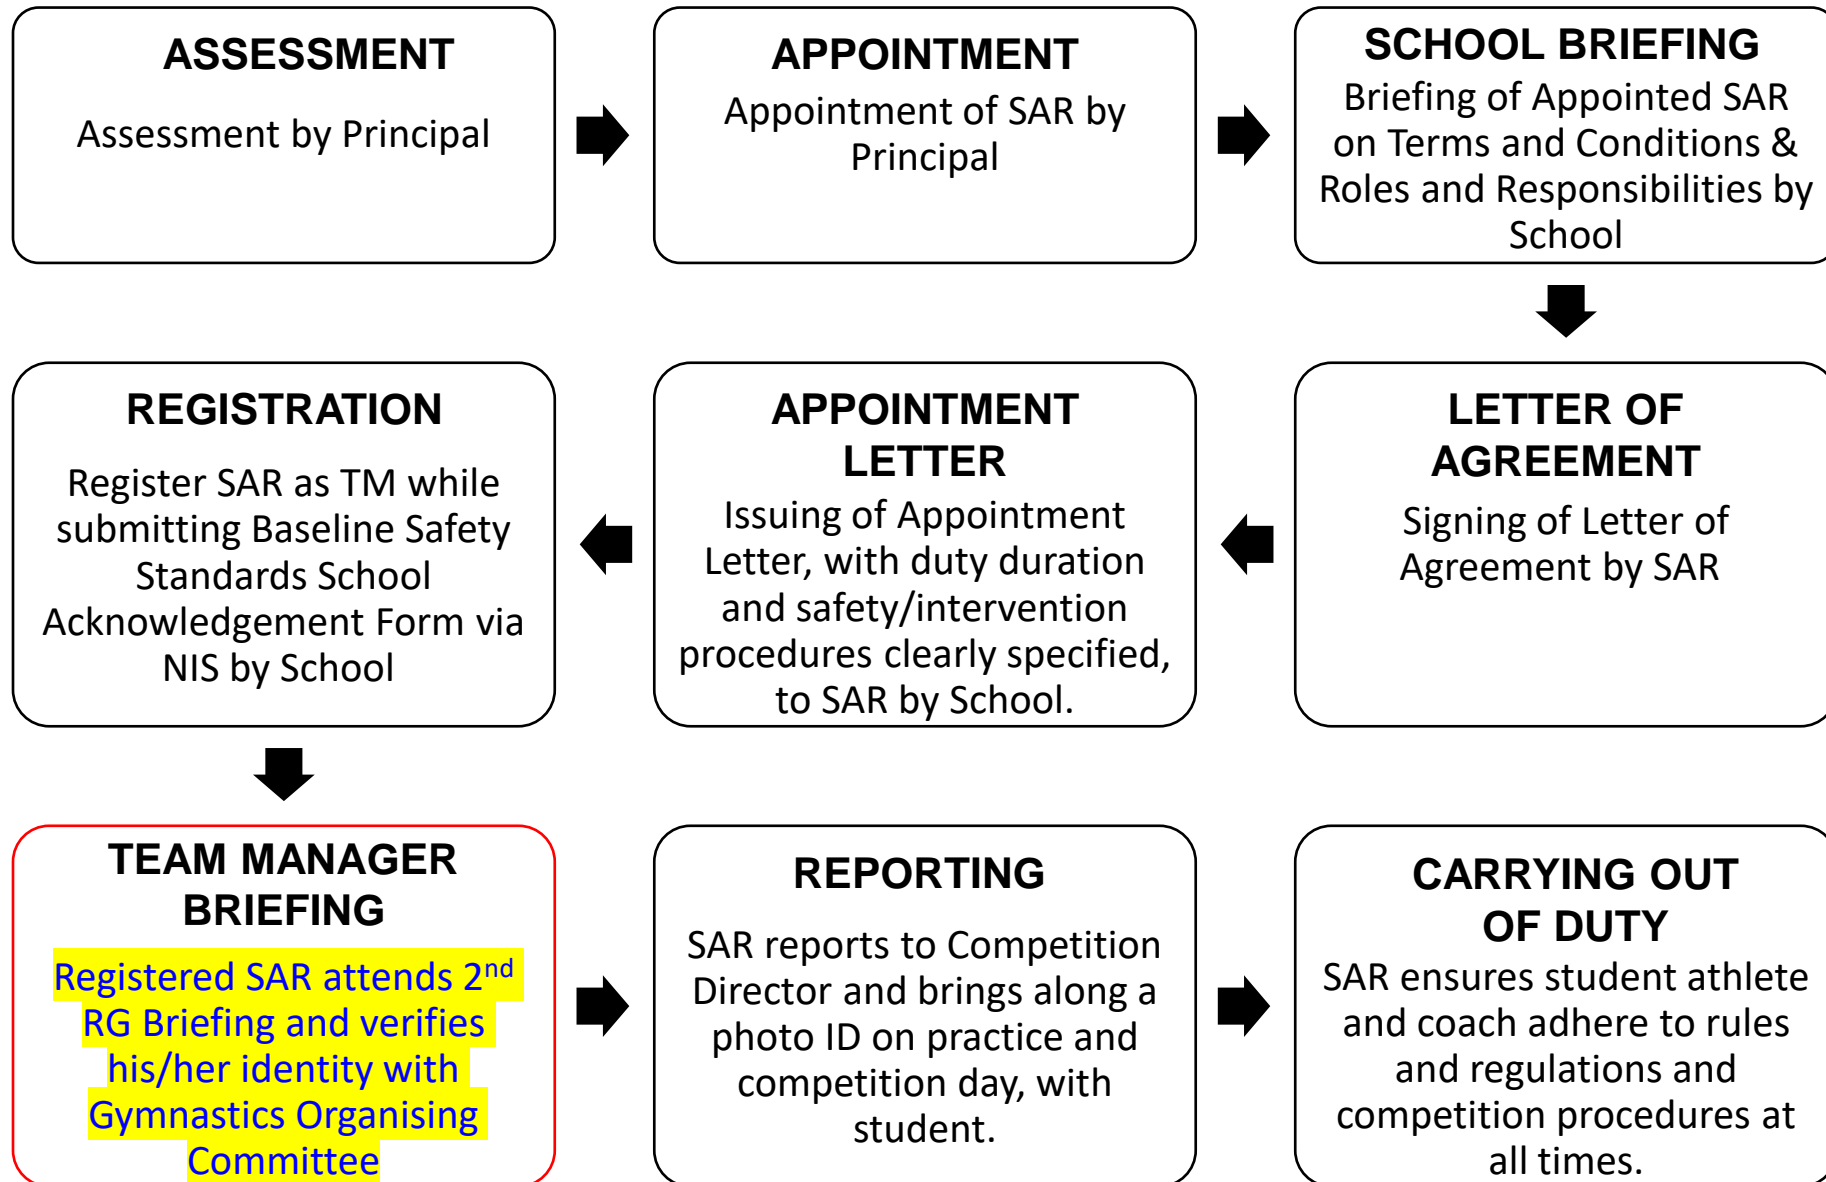 ASSESSMENT
Assessment by Principal
APPOINTMENT
Appointment of SAR by
Principal
SCHOOL BRIEFING
Briefing of Appointed SAR
on Terms and Conditions &
Roles and Responsibilities by
School
LETTER OF
AGREEMENT
Signing of Letter of
Agreement by SAR
APPOINTMENT
LETTER
Issuing of Appointment
Letter, with duty duration
and safety/intervention
procedures clearly specified,
to SAR by School.
REGISTRATION
Register SAR as TM while
submitting Baseline Safety
Standards School
Acknowledgement Form via
NIS by School
TEAM MANAGER
BRIEFING
Registered SAR attends 2nd
RG Briefing and verifies
his/her identity with
Gymnastics Organising
Committee
REPORTING
SAR reports to Competition
Director and brings along a
photo ID on practice and
competition day, with
student.
CARRYING OUT
OF DUTY
SAR ensures student athlete
and coach adhere to rules
and regulations and
competition procedures at
all times.